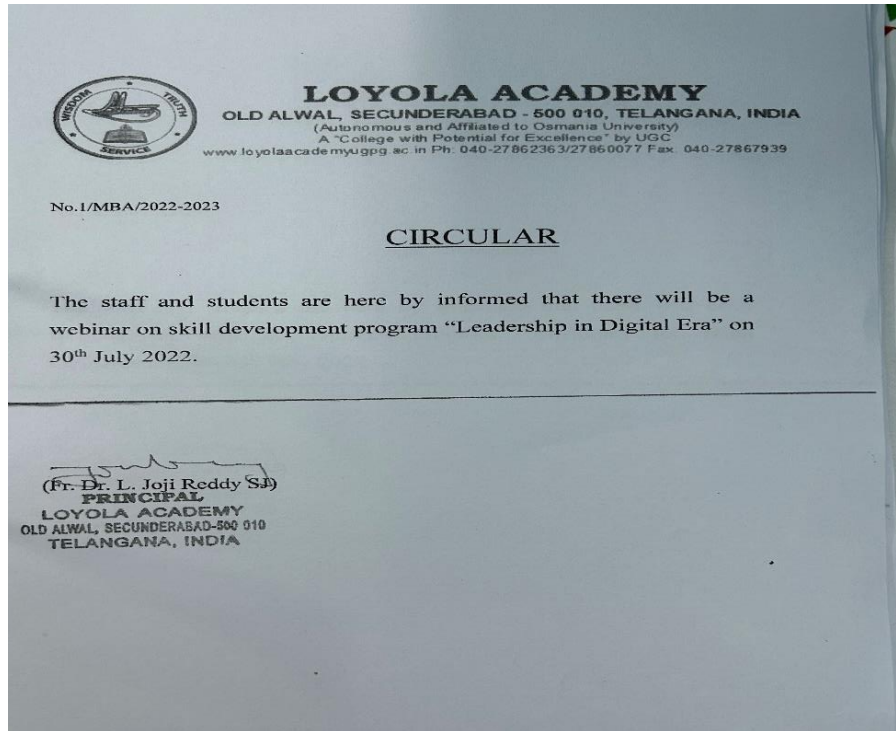 WISDOM TRUTH
SERVICE
LOYOLA ACADEMY
OLD ALWAL, SECUNDERABAD - 500 010, TELANGANA, INDIA
(Autonomous and Affiliated to Osmania University)
A "College with Potential for Excellence" by UGC
www.loyolaacademyugpg.ac.in Ph: 040-27862363/27860077 Fax: 040-27867939
No.1/MBA/2022-2023
CIRCULAR
The staff and students are here by informed that there will be a
webinar on skill development program “Leadership in Digital Era” on
30th July 2022.
(Fr. Dr. L. Joji Reddy SJ)
PRINCIPAL
LOYOLA ACADEMY
OLD ALWAL, SECUNDERABAD-500 010
TELANGANA, INDIA